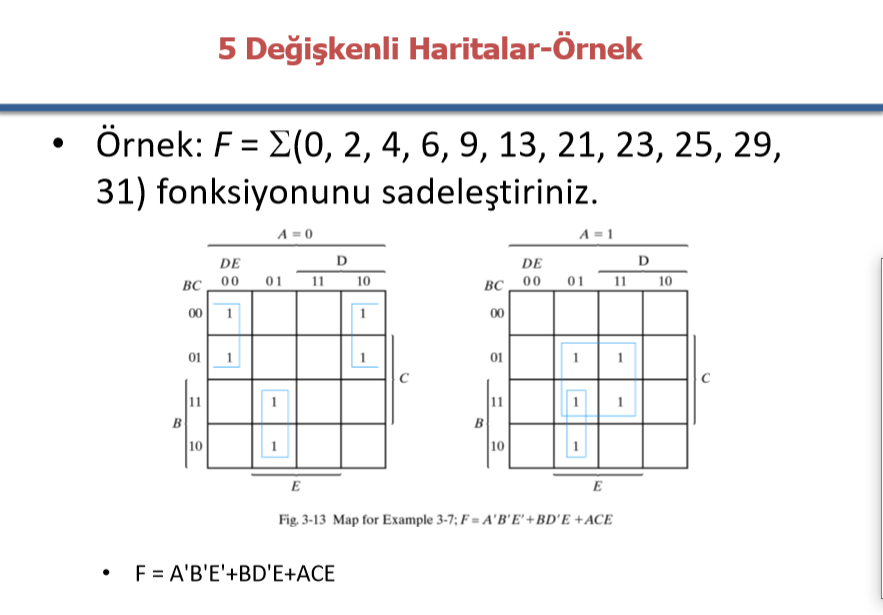 5 Değişkenli Haritalar-Örnek
• Örnek: F = Σ(0, 2, 4, 6, 9, 13, 21, 23, 25, 29,
31) fonksiyonunu sadeleştiriniz.
A = 0
DE D
BC 00 01 11 10
00 1 1
01 1 1
C
11 1
B
10 1
E
A = 1
DE D
BC 00 01 11 10
00
01 1 1
C
11 1 1
B
10 1
E
Fig. 3-13 Map for Example 3-7; F = A'B'E'+BD'E +ACE
• F = A'B'E'+BD'E+ACE